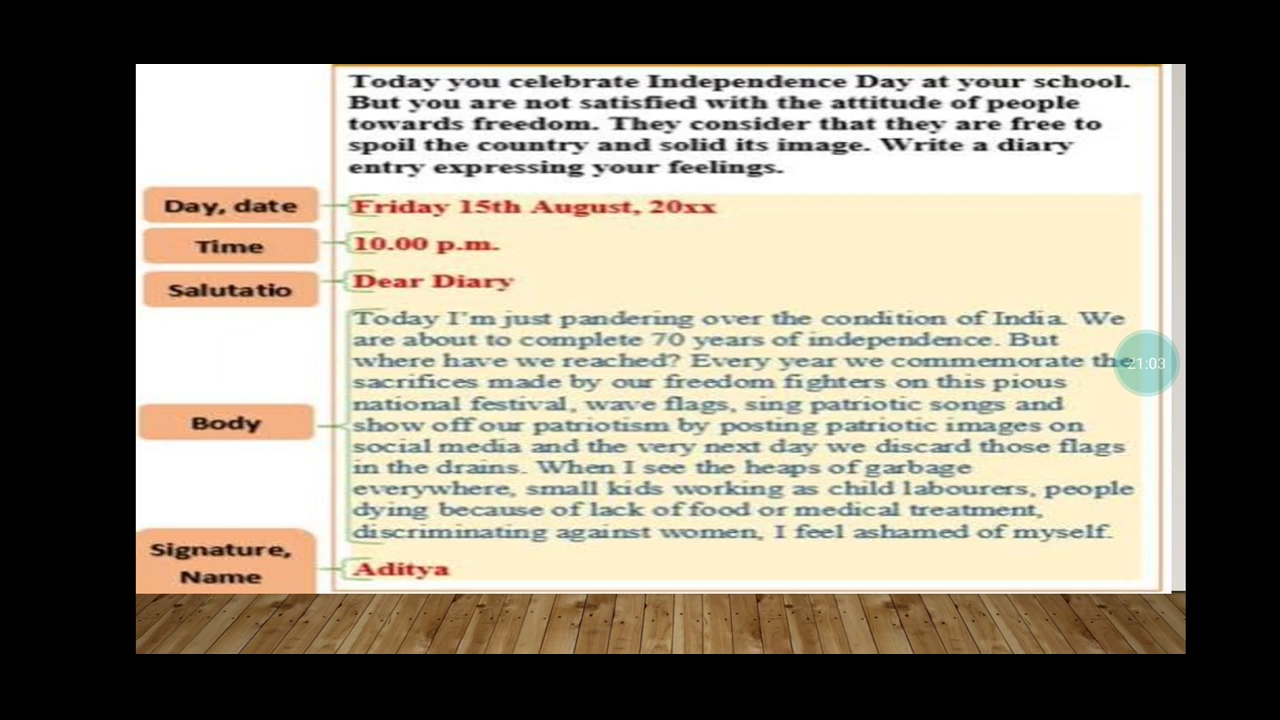 Today you celebrate Independence Day at your school.
But you are not satisfied with the attitude of people
towards freedom. They consider that they are free to
spoil the country and solid its image. Write a diary
entry expressing your feelings.
Day, date
Friday 15th August, 20xx
Time
10.00 p.m.
Salutatio
Dear Diary
Today I'm just pandering over the condition of India. We
are about to complete 70 years of independence. But
where have we reached? Every year we commemorate the
21:03
sacrifices made by our freedom fighters on this pious
national festival, wave flags, sing patriotic songs and
Body
show off our patriotism by posting patriotic images on
social media and the very next day we discard those flags
in the drains. When I see the heaps of garbage
everywhere, small kids working as child labourers, people
dying because of lack of food or medical treatment,
discriminating against women, I feel ashamed of myself.
Signature,
Name
Aditya